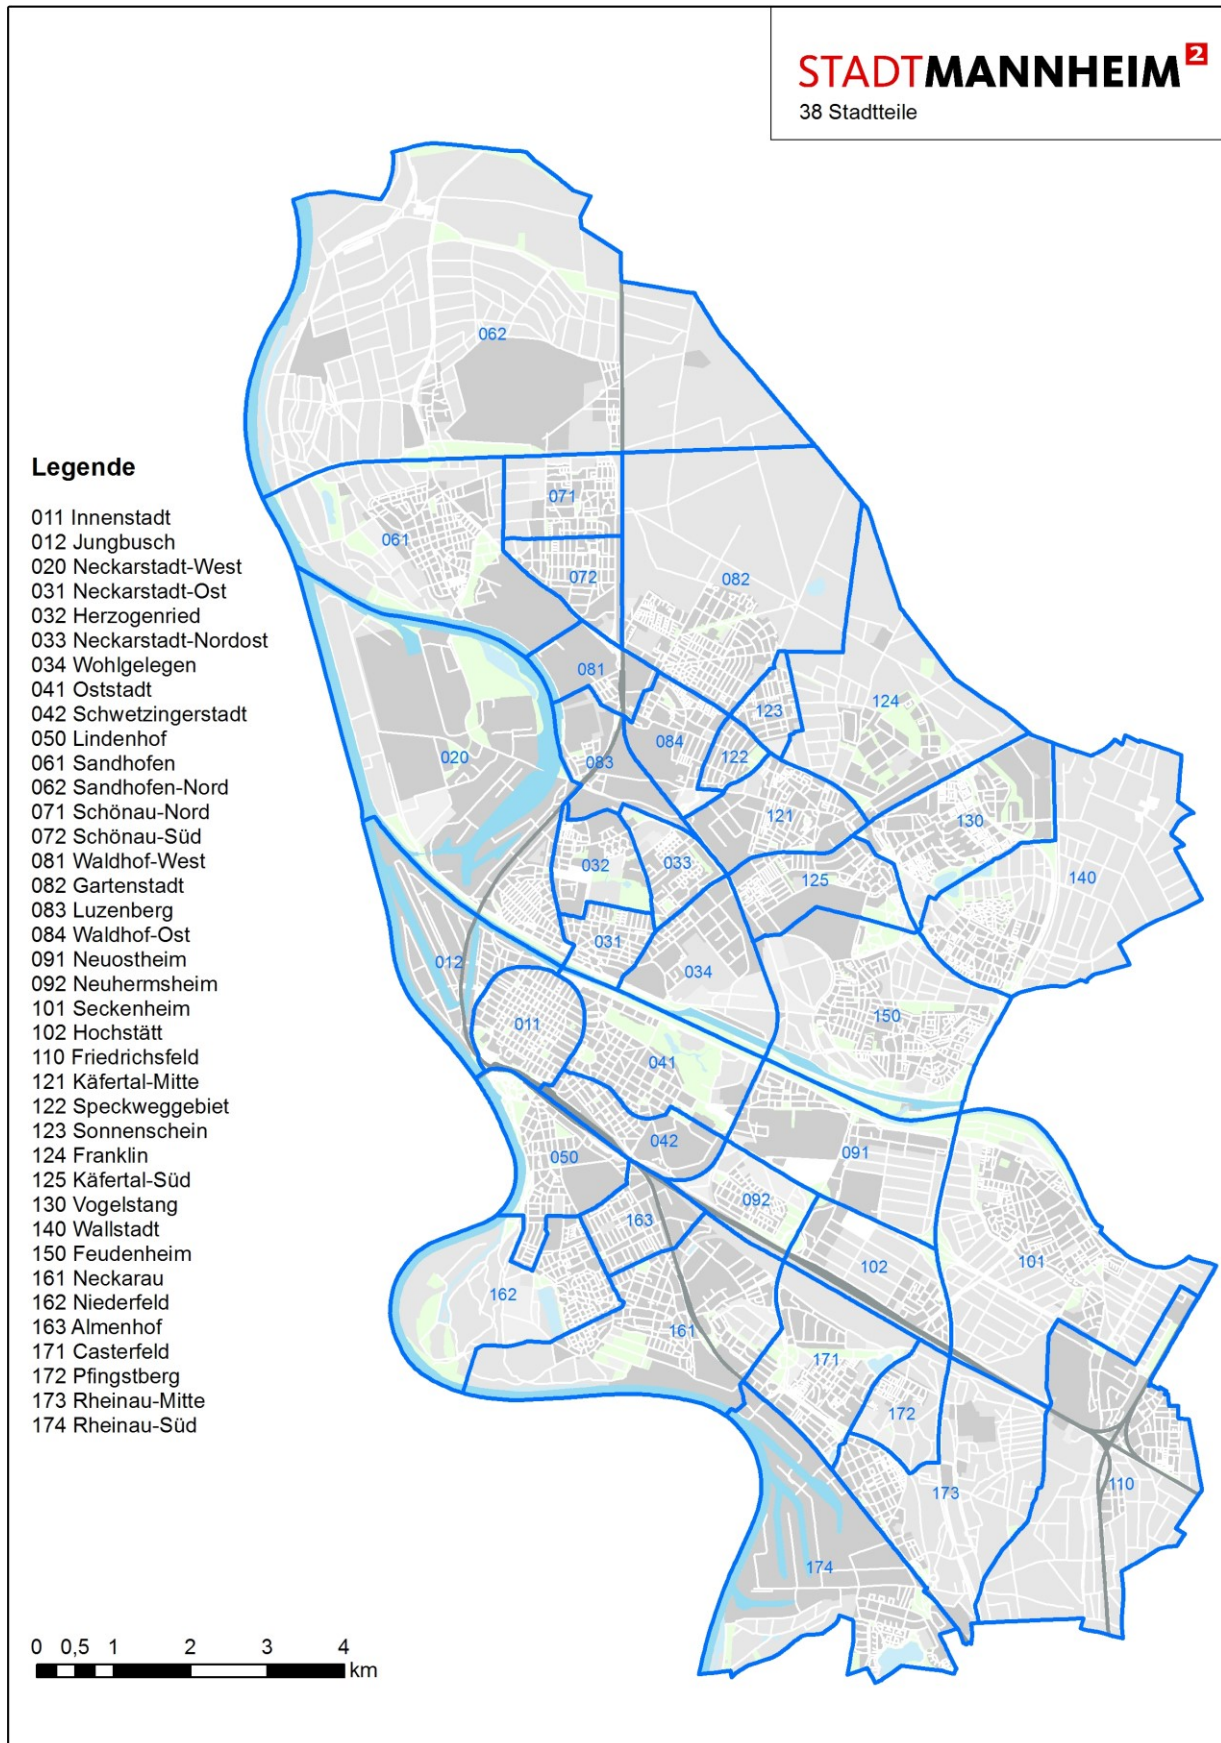 STADTMANNHEIM²
38 Stadtteile
Legende
011 Innenstadt
012 Jungbusch
020 Neckarstadt-West
031 Neckarstadt-Ost
032 Herzogenried
033 Neckarstadt-Nordost
034 Wohlgelegen
041 Oststadt
042 Schwetzingerstadt
050 Lindenhof
061 Sandhofen
062 Sandhofen-Nord
071 Schönau-Nord
072 Schönau-Süd
081 Waldhof-West
082 Gartenstadt
083 Luzenberg
084 Waldhof-Ost
091 Neuostheim
092 Neuhermsheim
101 Seckenheim
102 Hochstätt
110 Friedrichsfeld
121 Käfertal-Mitte
122 Speckweggebiet
123 Sonnenschein
124 Franklin
125 Käfertal-Süd
130 Vogelstang
140 Wallstadt
150 Feudenheim
161 Neckarau
162 Niederfeld
163 Almenhof
171 Casterfeld
172 Pfingstberg
173 Rheinau-Mitte
174 Rheinau-Süd
062
071
061
072
082
081
124
123
084
122
020
083
121
130
032
033
125
140
031
034
012
011
150
041
042
050
091
092
163
101
102
162
161
171
172
173
110
174
0 0,5 1 2 3 4
km